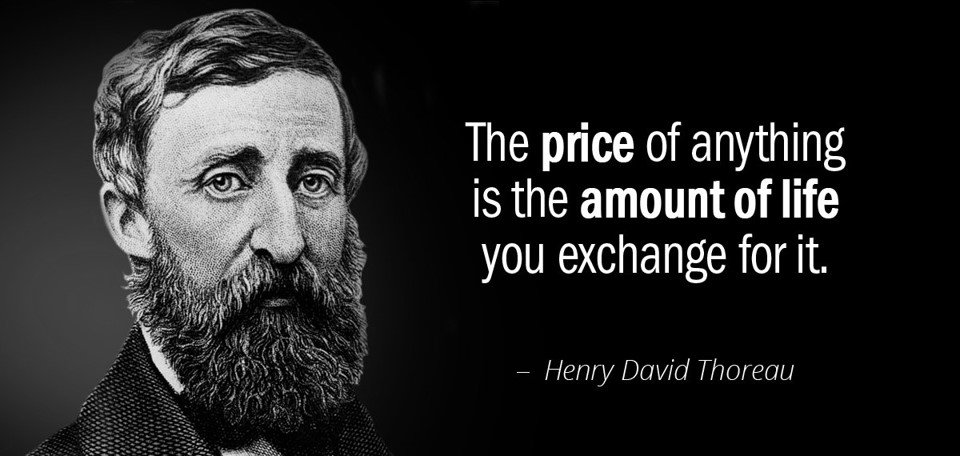 The price of anything
is the amount of life
you exchange for it.
– Henry David Thoreau